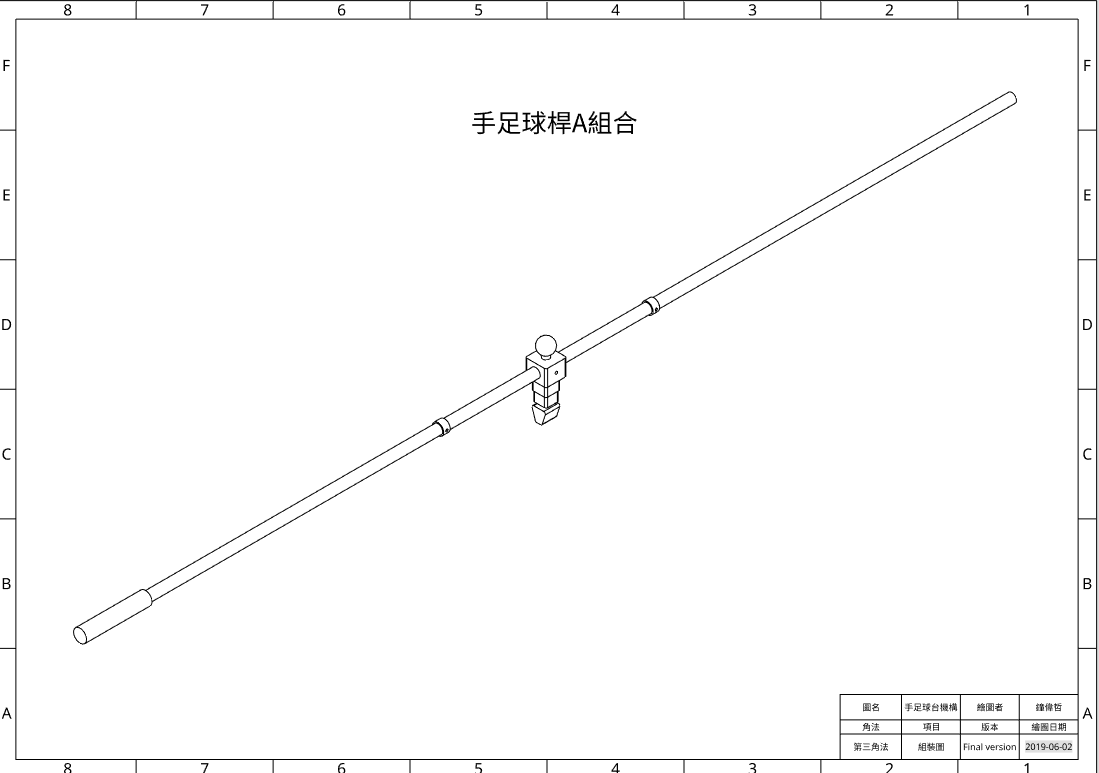 8 7 6 5 4 3 2 1
F F
手足球桿A組合
E E
D D
C C
B B
圖名 手足球台機構 繪圖者 鐘偉哲
A A
角法 項目 版本 繪圖日期
第三角法 組裝圖 Final version 2019-06-02
8 7 6 5 4 3 2 1